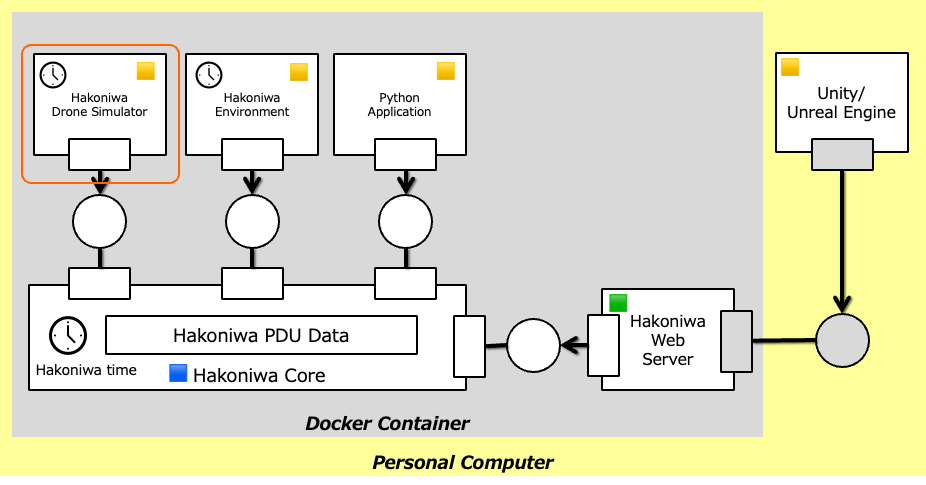 Hakoniwa
Drone Simulator
Hakoniwa
Environment
Python
Application
Unity/
Unreal Engine
Hakoniwa PDU Data
Hakoniwa time
Hakoniwa Core
Hakoniwa
Web
Server
Docker Container
Personal Computer